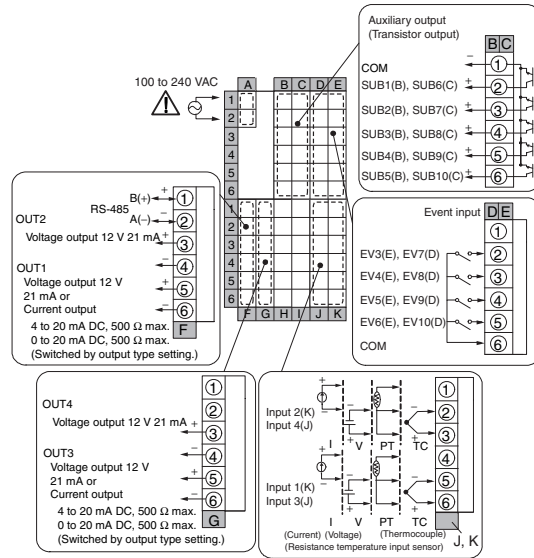 Auxiliary output
(Transistor output)
B C
COM
− 1
SUB1(B), SUB6(C) + 2
SUB2(B), SUB7(C) + 3
SUB3(B), SUB8(C) + 4
SUB4(B), SUB9(C) + 5
SUB5(B), SUB10(C) + 6
100 to 240 VAC
A B C D E
1
2
3
4
5
6
1
2
3
4
5
6
F G H I J K
B(+) + 1
RS-485
A(−) − 2
OUT2
Voltage output 12 V 21 mA + 3
OUT1 − 4
Voltage output 12 V
21 mA or + 5
Current output − 6
4 to 20 mA DC, 500 Ω max.
0 to 20 mA DC, 500 Ω max.
(Switched by output type setting.)
F
Event input D E
1
EV3(E), EV7(D) 2
EV4(E), EV8(D) 3
EV5(E), EV9(D) 4
EV6(E), EV10(D) 5
COM 6
1
OUT4 2
Voltage output 12 V 21 mA + 3
OUT3 − 4
Voltage output 12 V
21 mA or + 5
Current output − 6
4 to 20 mA DC, 500 Ω max.
0 to 20 mA DC, 500 Ω max.
(Switched by output type setting.)
G
1
Input 2(K) + − − − 2
Input 4(J) − + + 3
I V PT TC 4
Input 1(K) + − − 5
Input 3(J) − + + 6
I V PT TC J, K
(Current) (Voltage) (Thermocouple)
(Resistance temperature input sensor)